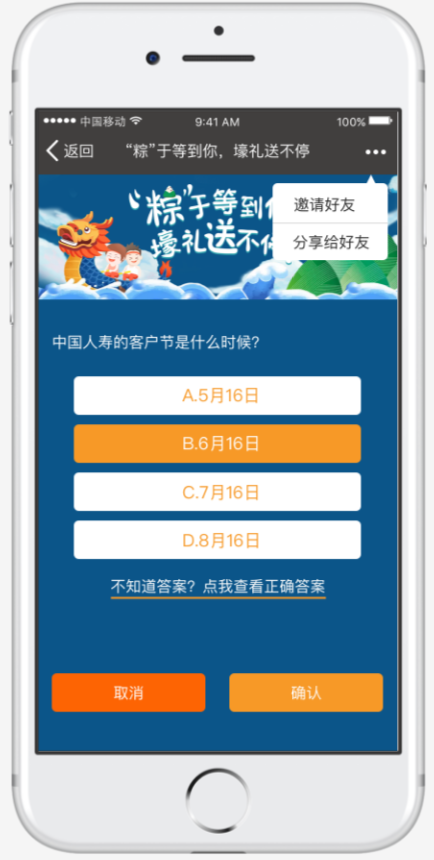 中国移动 9:41 AM 100%
返回 “粽”于等到你，壕礼送不停
“粽”于等到
壕礼送不
邀请好友
分享给好友
中国人寿的客户节是什么时候？
A.5月16日
B.6月16日
C.7月16日
D.8月16日
不知道答案？点我查看正确答案
取消 确认